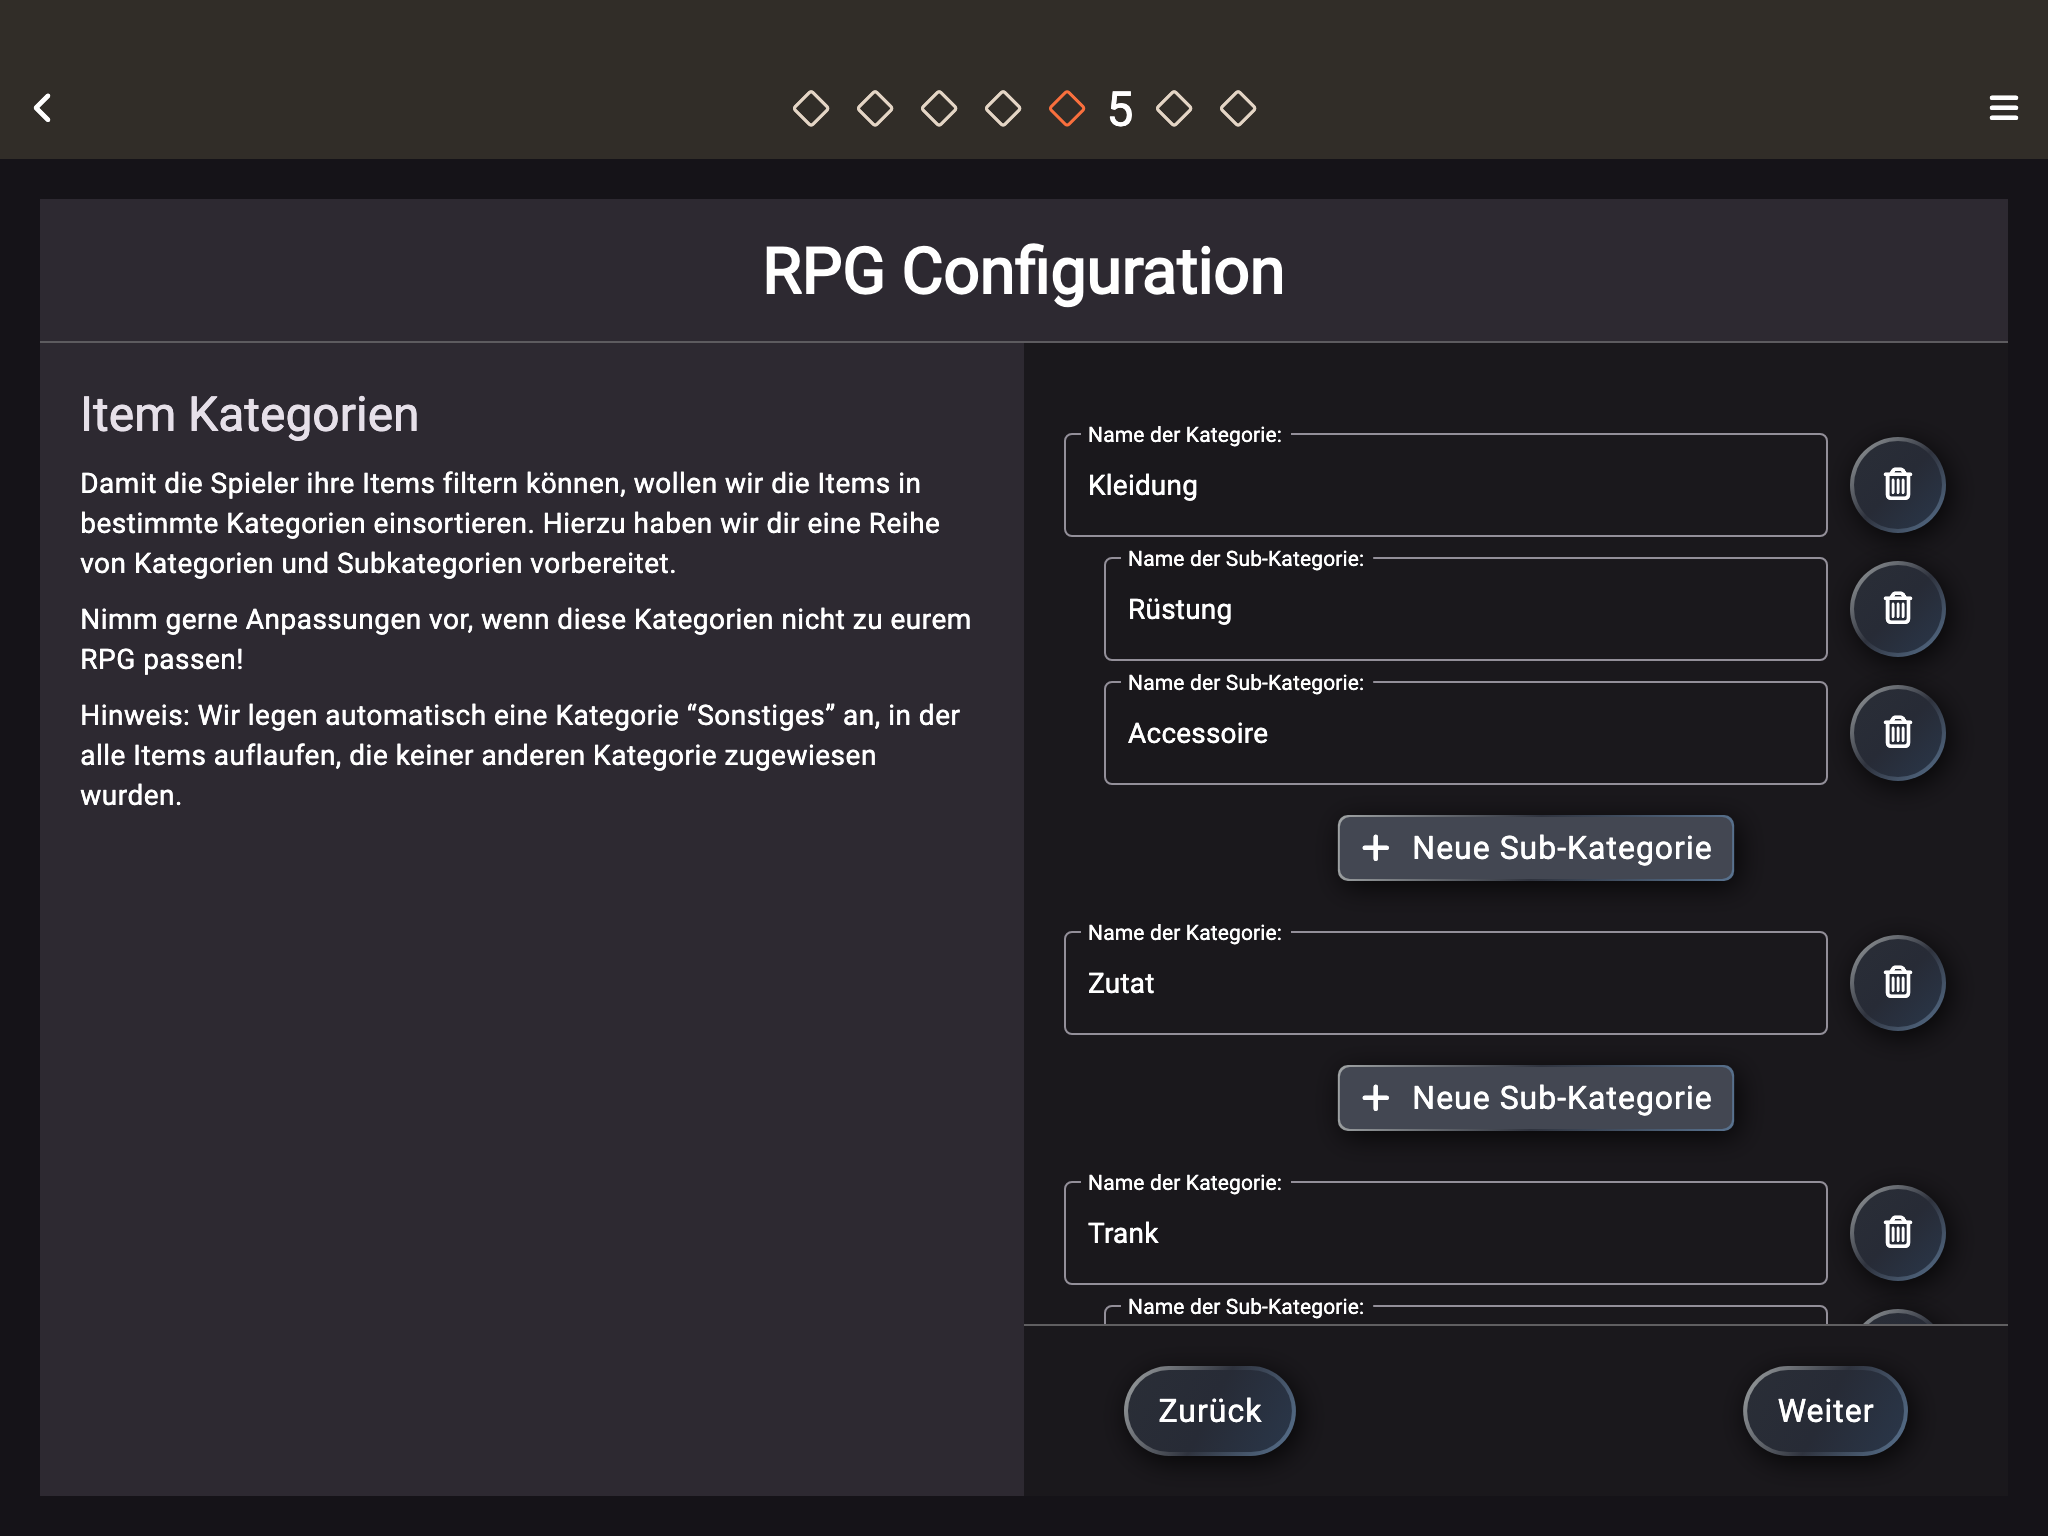 5
RPG Configuration
Item Kategorien
Damit die Spieler ihre Items filtern können, wollen wir die Items in
bestimmte Kategorien einsortieren. Hierzu haben wir dir eine Reihe
von Kategorien und Subkategorien vorbereitet.
Nimm gerne Anpassungen vor, wenn diese Kategorien nicht zu eurem
RPG passen!
Hinweis: Wir legen automatisch eine Kategorie “Sonstiges” an, in der
alle Items auflaufen, die keiner anderen Kategorie zugewiesen
wurden.
Name der Kategorie:
Kleidung
Name der Sub-Kategorie:
Rüstung
Name der Sub-Kategorie:
Accessoire
Neue Sub-Kategorie
Name der Kategorie:
Zutat
Neue Sub-Kategorie
Name der Kategorie:
Trank
Name der Sub-Kategorie:
Zurück
Weiter